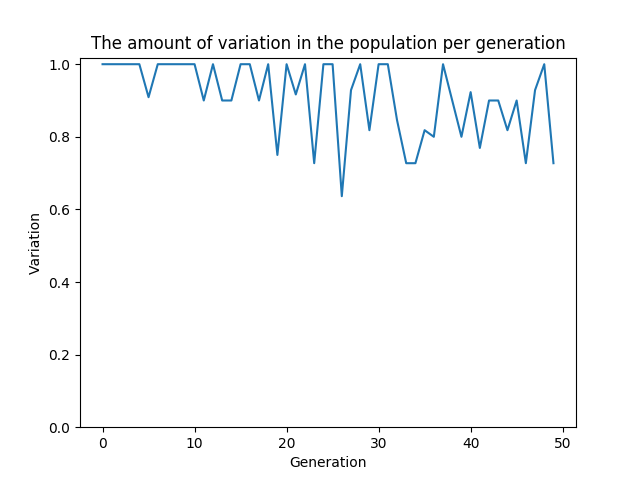 The amount of variation in the population per generation
1.0
0.8
0.6
0.4
0.2
0.0
Variation
0 10 20 30 40 50
Generation